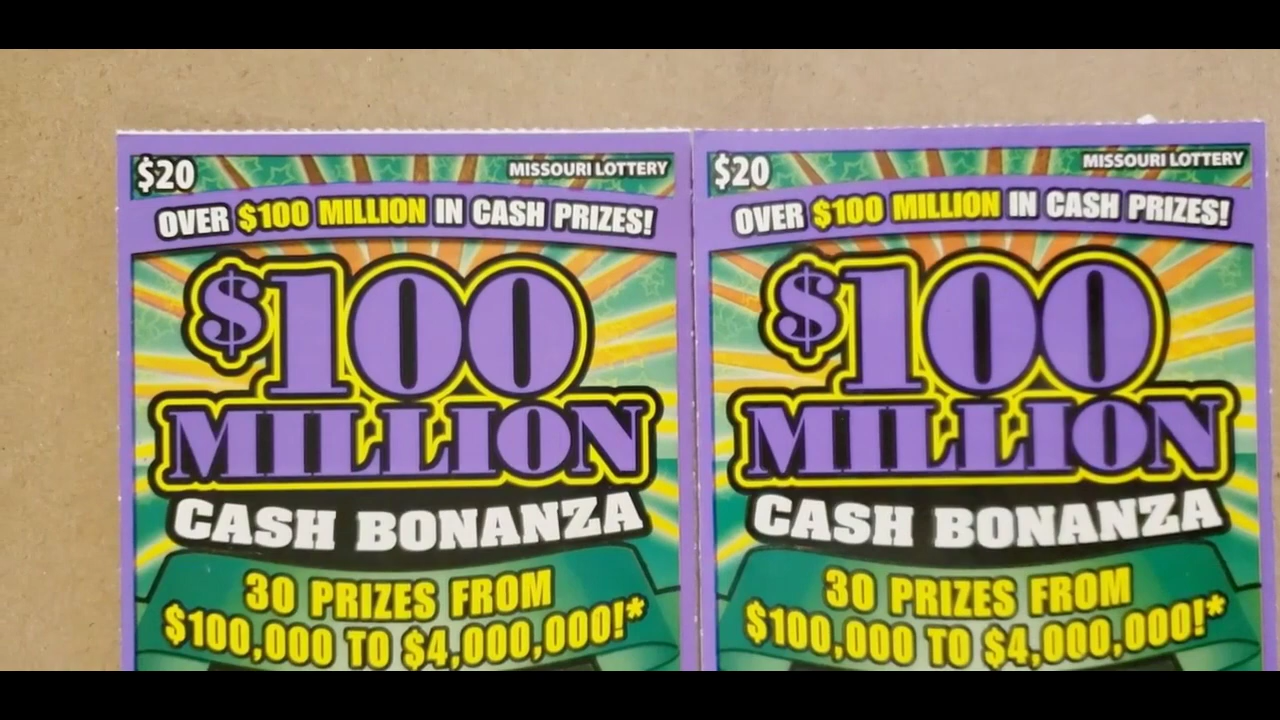 $20 MISSOURI LOTTERY
OVER $100 MILLION IN CASH PRIZES!
$100
MILLION
CASH BONANZA
30 PRIZES FROM
$100,000 TO $4,000,000!*
$20 MISSOURI LOTTERY
OVER $100 MILLION IN CASH PRIZES!
$100
MILLION
CASH BONANZA
30 PRIZES FROM
$100,000 TO $4,000,000!*